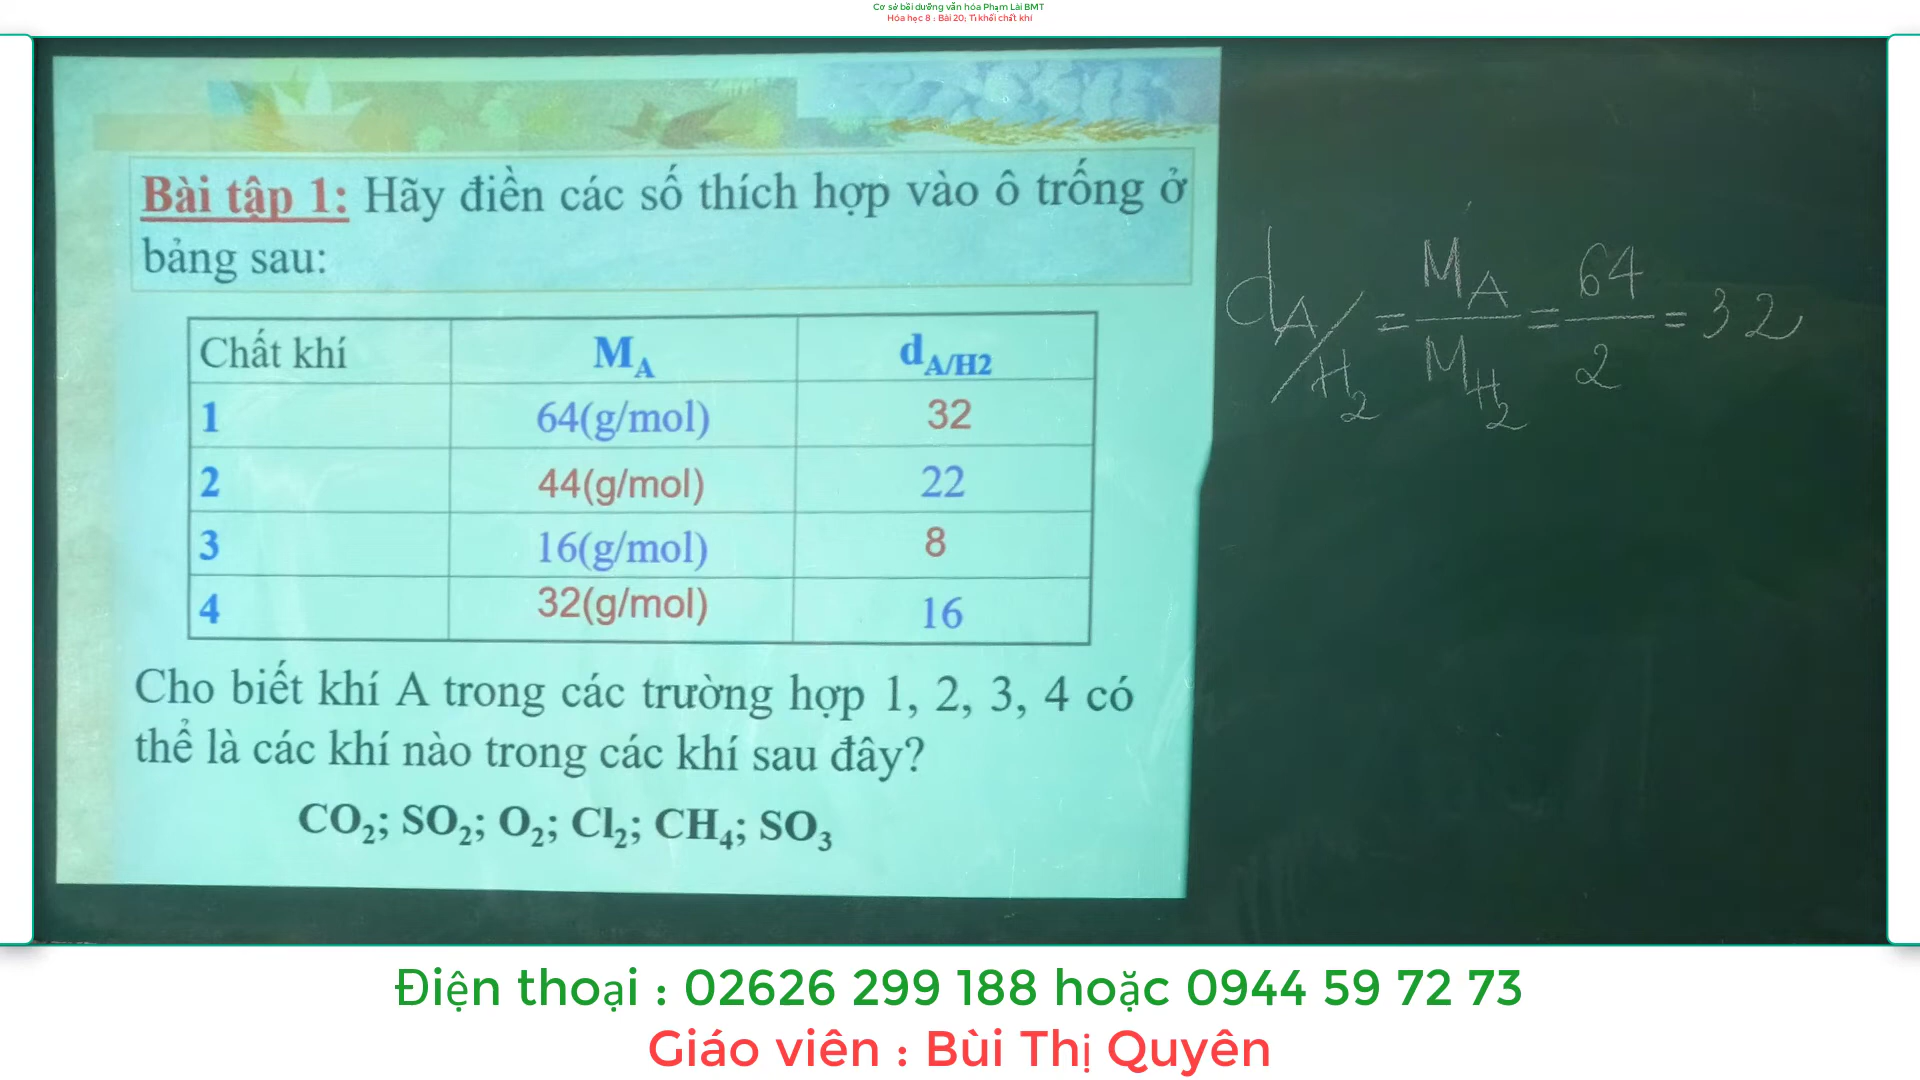 Cơ sở bồi dưỡng văn hóa Phạm Lài BMT
Hóa học 8 : Bài 20: Tỉ khối chất khí
Bài tập 1: Hãy điền các số thích hợp vào ô trống ở
bảng sau:
Chất khí M_A d_A/H2
1 64(g/mol) 32
2 44(g/mol) 22
3 16(g/mol) 8
4 32(g/mol) 16
Cho biết khí A trong các trường hợp 1, 2, 3, 4 có
thể là các khí nào trong các khí sau đây?
CO₂; SO₂; O₂; Cl₂; CH₄; SO₃
d_A/H₂ = M_A/M_H₂ = 64/2 = 32
Điện thoại : 02626 299 188 hoặc 0944 59 72 73
Giáo viên : Bùi Thị Quyên